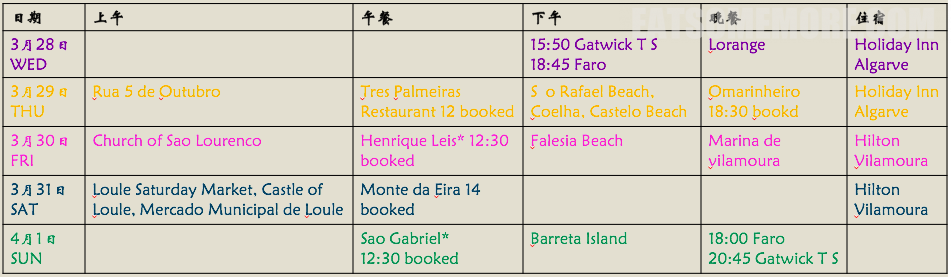 日期 上午 午餐 下午 晚餐 住宿
3月28日 15:50 Gatwick T S Lorange Holiday Inn
WED 18:45 Faro Algarve
3月29日 Rua 5 de Outubro Tres Palmeiras S o Rafael Beach, Omarinheiro Holiday Inn
THU Restaurant 12 booked Coelha, Castelo Beach 18:30 bookd Algarve
3月30日 Church of Sao Lourenco Henrique Leis* 12:30 Falesia Beach Marina de Hilton
FRI booked vilamoura Vilamoura
3月31日 Loule Saturday Market, Castle of Monte da Eira 14 Hilton
SAT Loule, Mercado Municipal de Loule booked Vilamoura
4月1日 Sao Gabriel* Barreta Island 18:00 Faro
SUN 12:30 booked 20:45 Gatwick T S